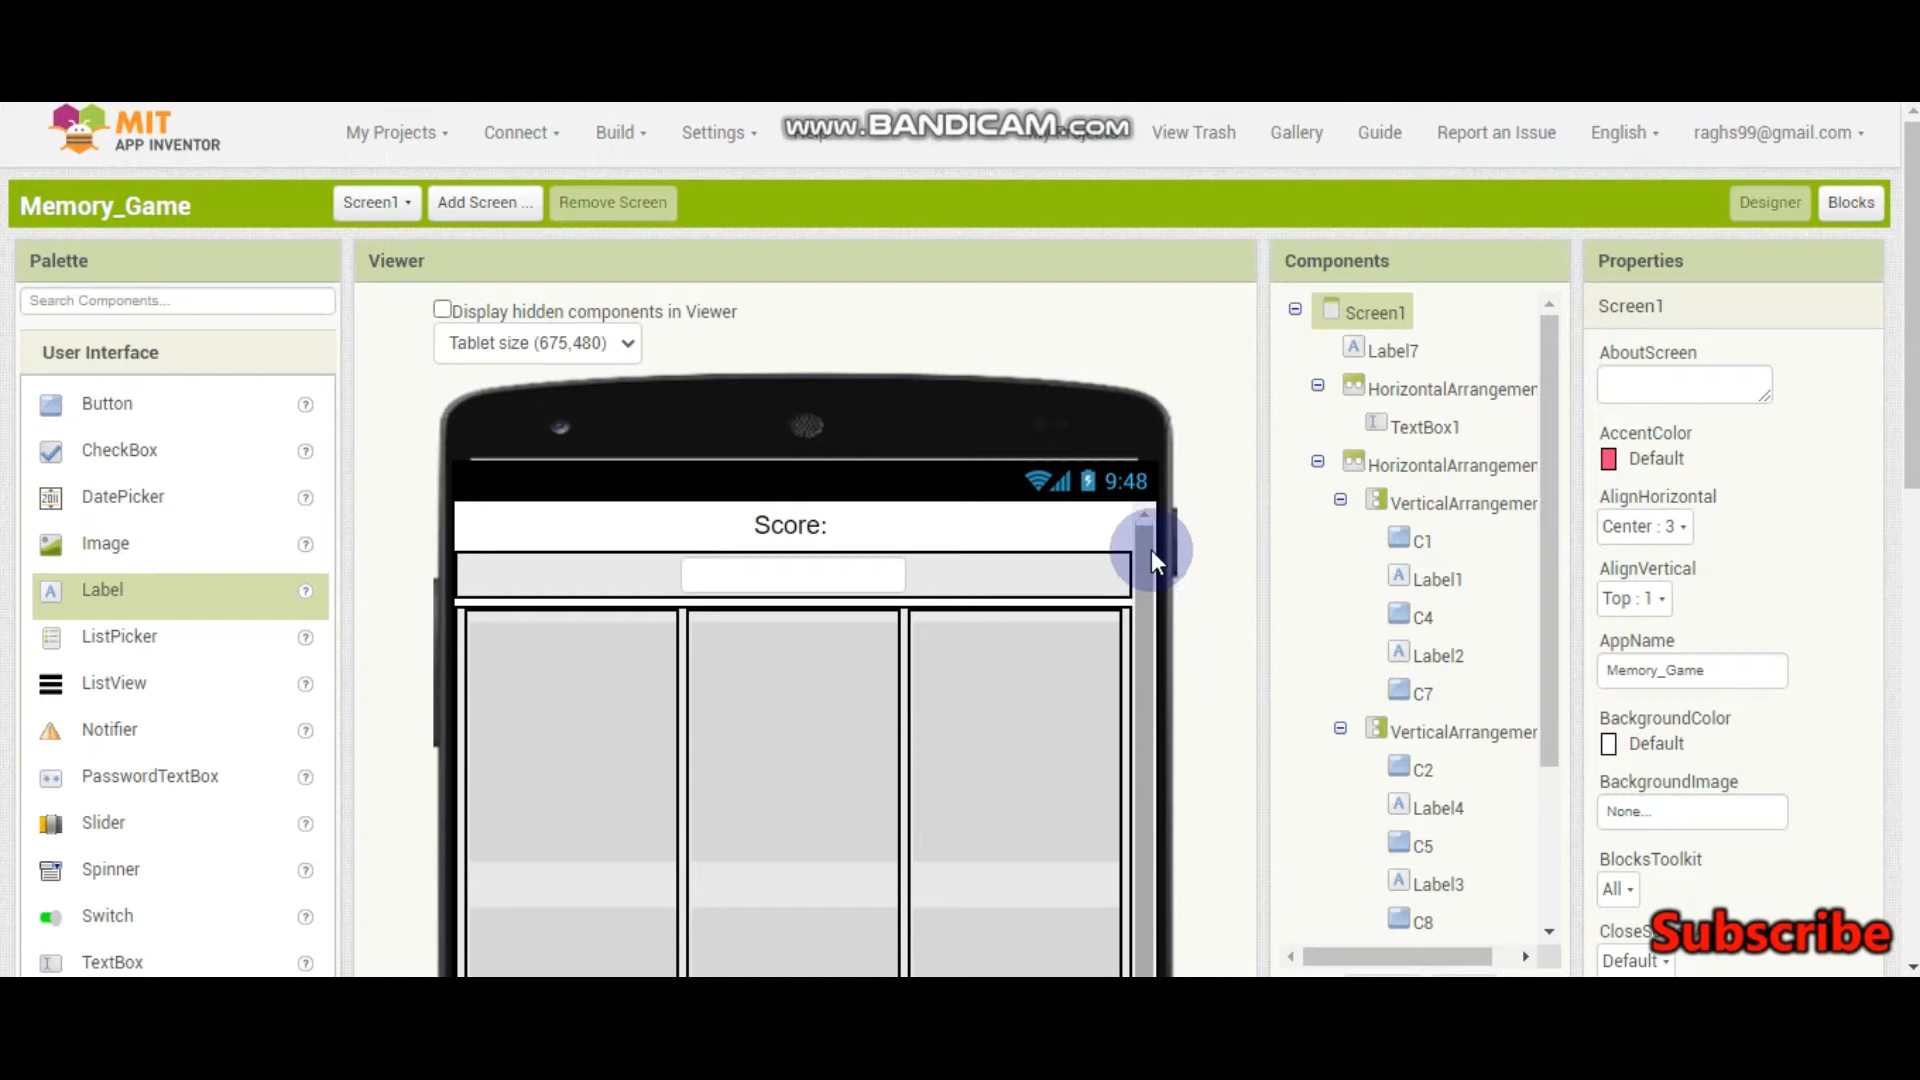 MIT
APP INVENTOR
My Projects
Connect
Build
Settings
www.BANDICAM.com
View Trash
Gallery
Guide
Report an Issue
English
raghs99@gmail.com
Memory_Game
Screen1
Add Screen ...
Remove Screen
Designer
Blocks
Palette
Search Components...
User Interface
Button
CheckBox
DatePicker
Image
Label
ListPicker
ListView
Notifier
PasswordTextBox
Slider
Spinner
Switch
TextBox
Viewer
Display hidden components in Viewer
Tablet size (675,480)
9:48
Score:
Components
Screen1
Label7
HorizontalArrangemen
TextBox1
HorizontalArrangemen
VerticalArrangemen
C1
Label1
C4
Label2
C7
VerticalArrangemen
C2
Label4
C5
Label3
C8
Properties
Screen1
AboutScreen
AccentColor
Default
AlignHorizontal
Center : 3
AlignVertical
Top : 1
AppName
Memory_Game
BackgroundColor
Default
BackgroundImage
None...
BlocksToolkit
All
Default
Subscribe